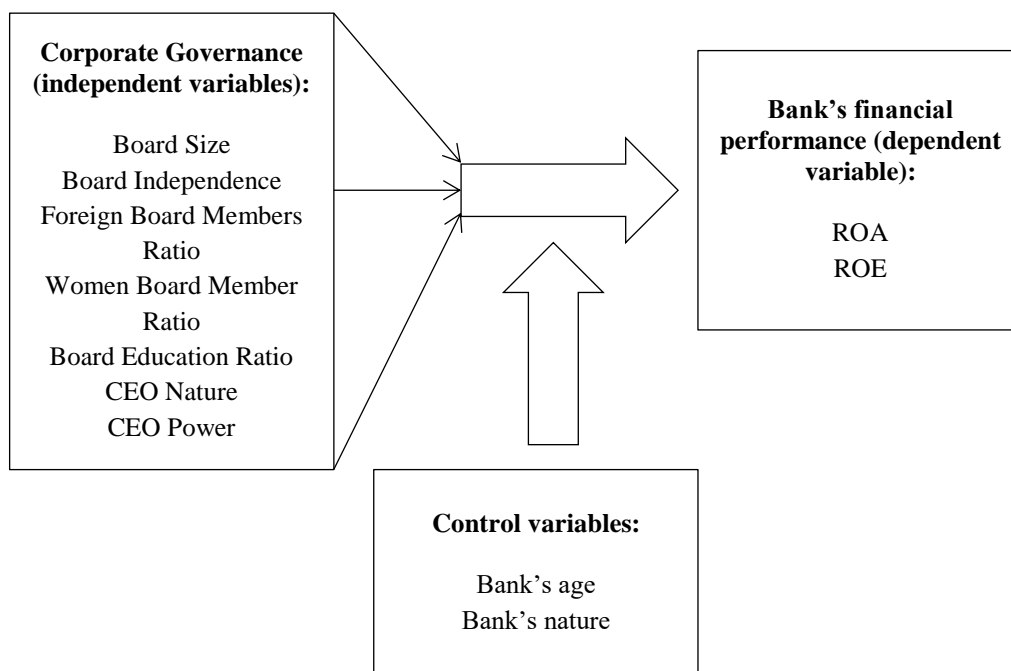 Corporate Governance
(independent variables):
Board Size
Board Independence
Foreign Board Members
Ratio
Women Board Member
Ratio
Board Education Ratio
CEO Nature
CEO Power
Bank’s financial
performance (dependent
variable):
ROA
ROE
Control variables:
Bank’s age
Bank’s nature